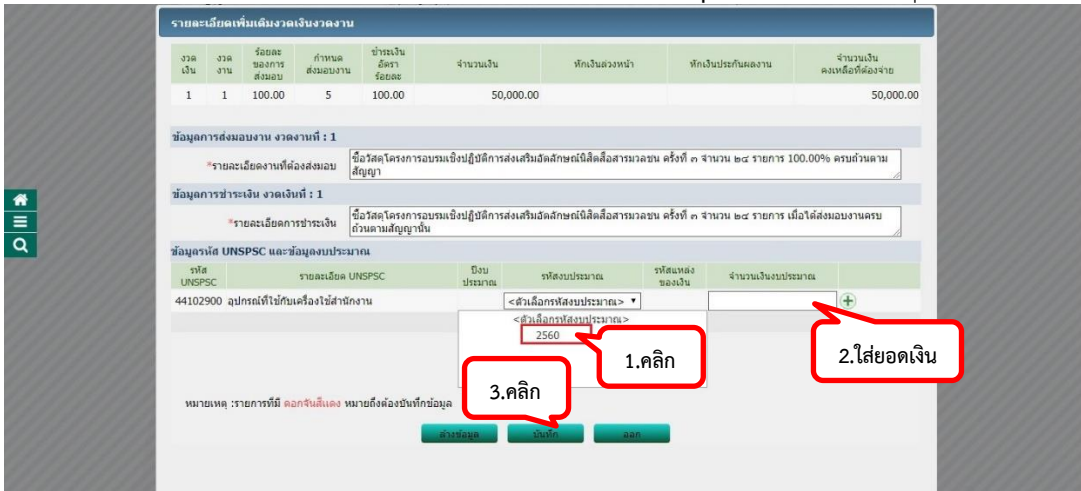 รายละเอียดเพิ่มเติมงวดเงินงวดงาน
งวดเงิน งวดงาน ร้อยละของการส่งมอบ กำหนดส่งมอบงาน ชำระเงินอัตราร้อยละ จำนวนเงิน หักเงินล่วงหน้า หักเงินประกันผลงาน จำนวนเงินคงเหลือที่ต้องจ่าย
1 1 100.00 5 100.00 50,000.00 50,000.00
ข้อมูลการส่งมอบงาน งวดงานที่ : 1
*รายละเอียดงานที่ต้องส่งมอบ ซื้อวัสดุโครงการอบรมเชิงปฏิบัติการส่งเสริมอัตลักษณ์นิสิตสื่อสารมวลชน ครั้งที่ ๓ จำนวน ๒๔ รายการ 100.00% ครบถ้วนตาม
สัญญา
ข้อมูลการชำระเงิน งวดเงินที่ : 1
*รายละเอียดการชำระเงิน ซื้อวัสดุโครงการอบรมเชิงปฏิบัติการส่งเสริมอัตลักษณ์นิสิตสื่อสารมวลชน ครั้งที่ ๓ จำนวน ๒๔ รายการ เมื่อได้ส่งมอบงานครบ
ถ้วนตามสัญญานั้น
ข้อมูลรหัส UNSPSC และข้อมูลงบประมาณ
รหัส UNSPSC รายละเอียด UNSPSC ปีงบประมาณ รหัสงบประมาณ รหัสแหล่งของเงิน จำนวนเงินงบประมาณ
44102900 อุปกรณ์ที่ใช้กับเครื่องใช้สำนักงาน <ตัวเลือกรหัสงบประมาณ>
<ตัวเลือกรหัสงบประมาณ>
2560
1.คลิก
2.ใส่ยอดเงิน
3.คลิก
หมายเหตุ :รายการที่มี ดอกจันสีแดง หมายถึงต้องบันทึกข้อมูล
ล้างข้อมูล บันทึก ออก